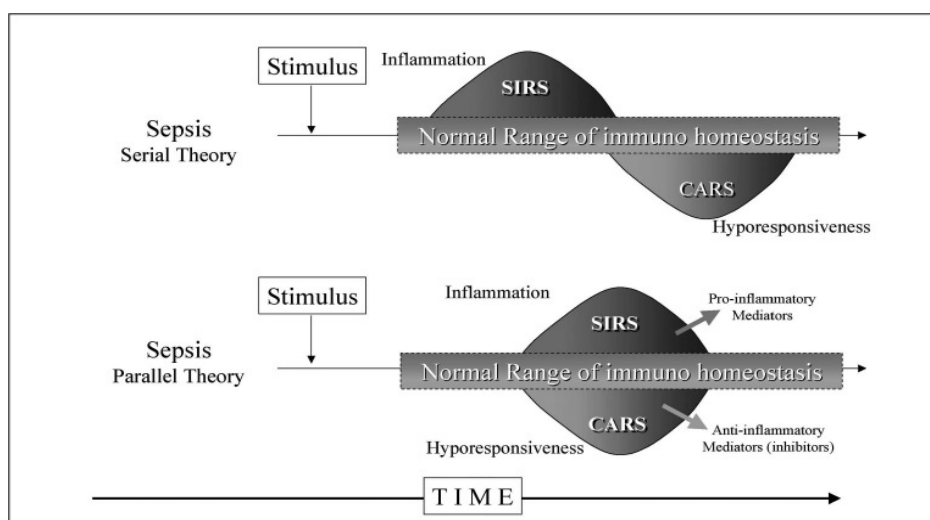 Inflammation
Stimulus
SIRS
Sepsis
Serial Theory
Normal Range of immuno homeostasis
CARS
Hyporesponsiveness
Stimulus
Inflammation
Pro-inflammatory
Mediators
SIRS
Sepsis
Parallel Theory
Normal Range of immuno homeostasis
CARS
Anti-inflammatory
Mediators (inhibitors)
Hyporesponsiveness
TIME